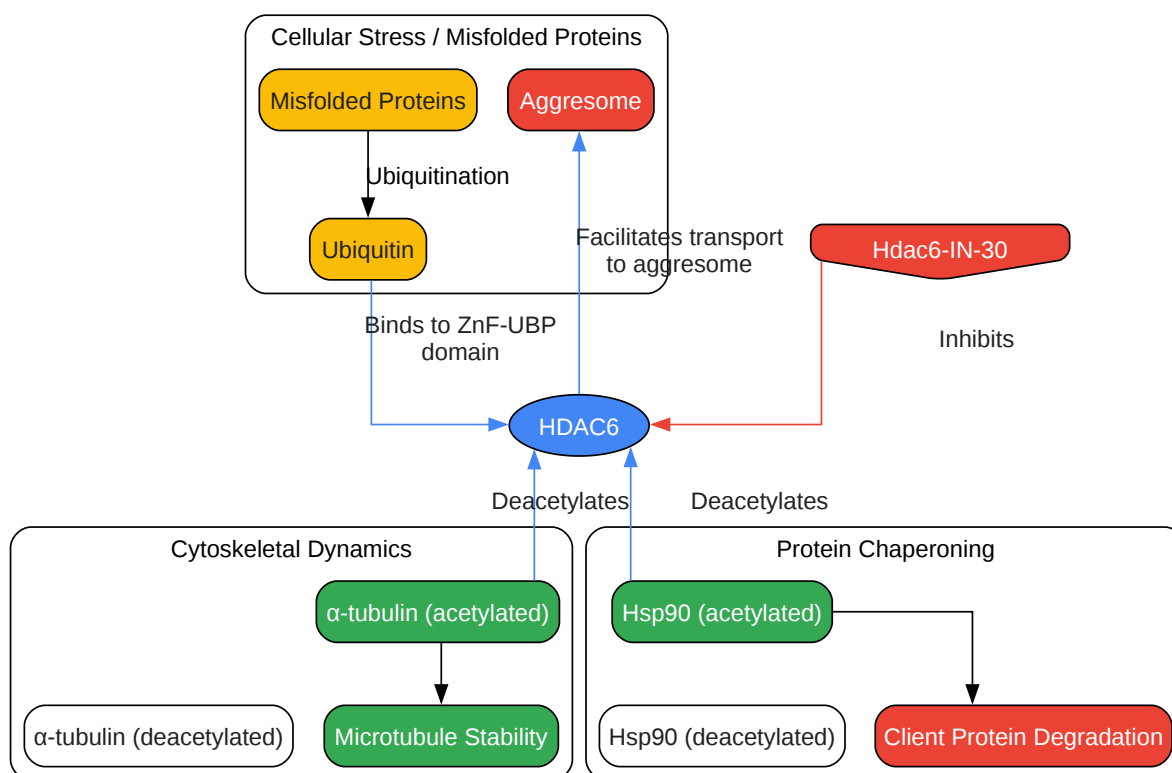 Cellular Stress / Misfolded Proteins
Misfolded Proteins
Aggresome
Ubiquitination
Ubiquitin
Facilitates transport
to aggresome
Hdac6-IN-30
Binds to ZnF-UBP
domain
Inhibits
HDAC6
Deacetylates
Deacetylates
Cytoskeletal Dynamics
α-tubulin (acetylated)
α-tubulin (deacetylated)
Microtubule Stability
Protein Chaperoning
Hsp90 (acetylated)
Hsp90 (deacetylated)
Client Protein Degradation